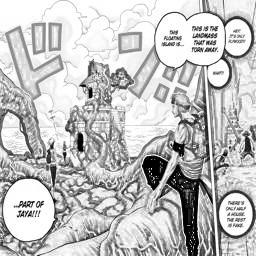 HEY!
IT'S ONLY
PLYWOOD!!
WHAT?!
THERE'S
ONLY HALF
A HOUSE.
THE REST
IS FAKE.
THIS IS THE
LANDMASS
THAT WAS
TORN AWAY.
THIS
FLOATING
ISLAND IS...
ドン!!
...PART OF
JAYA!!!